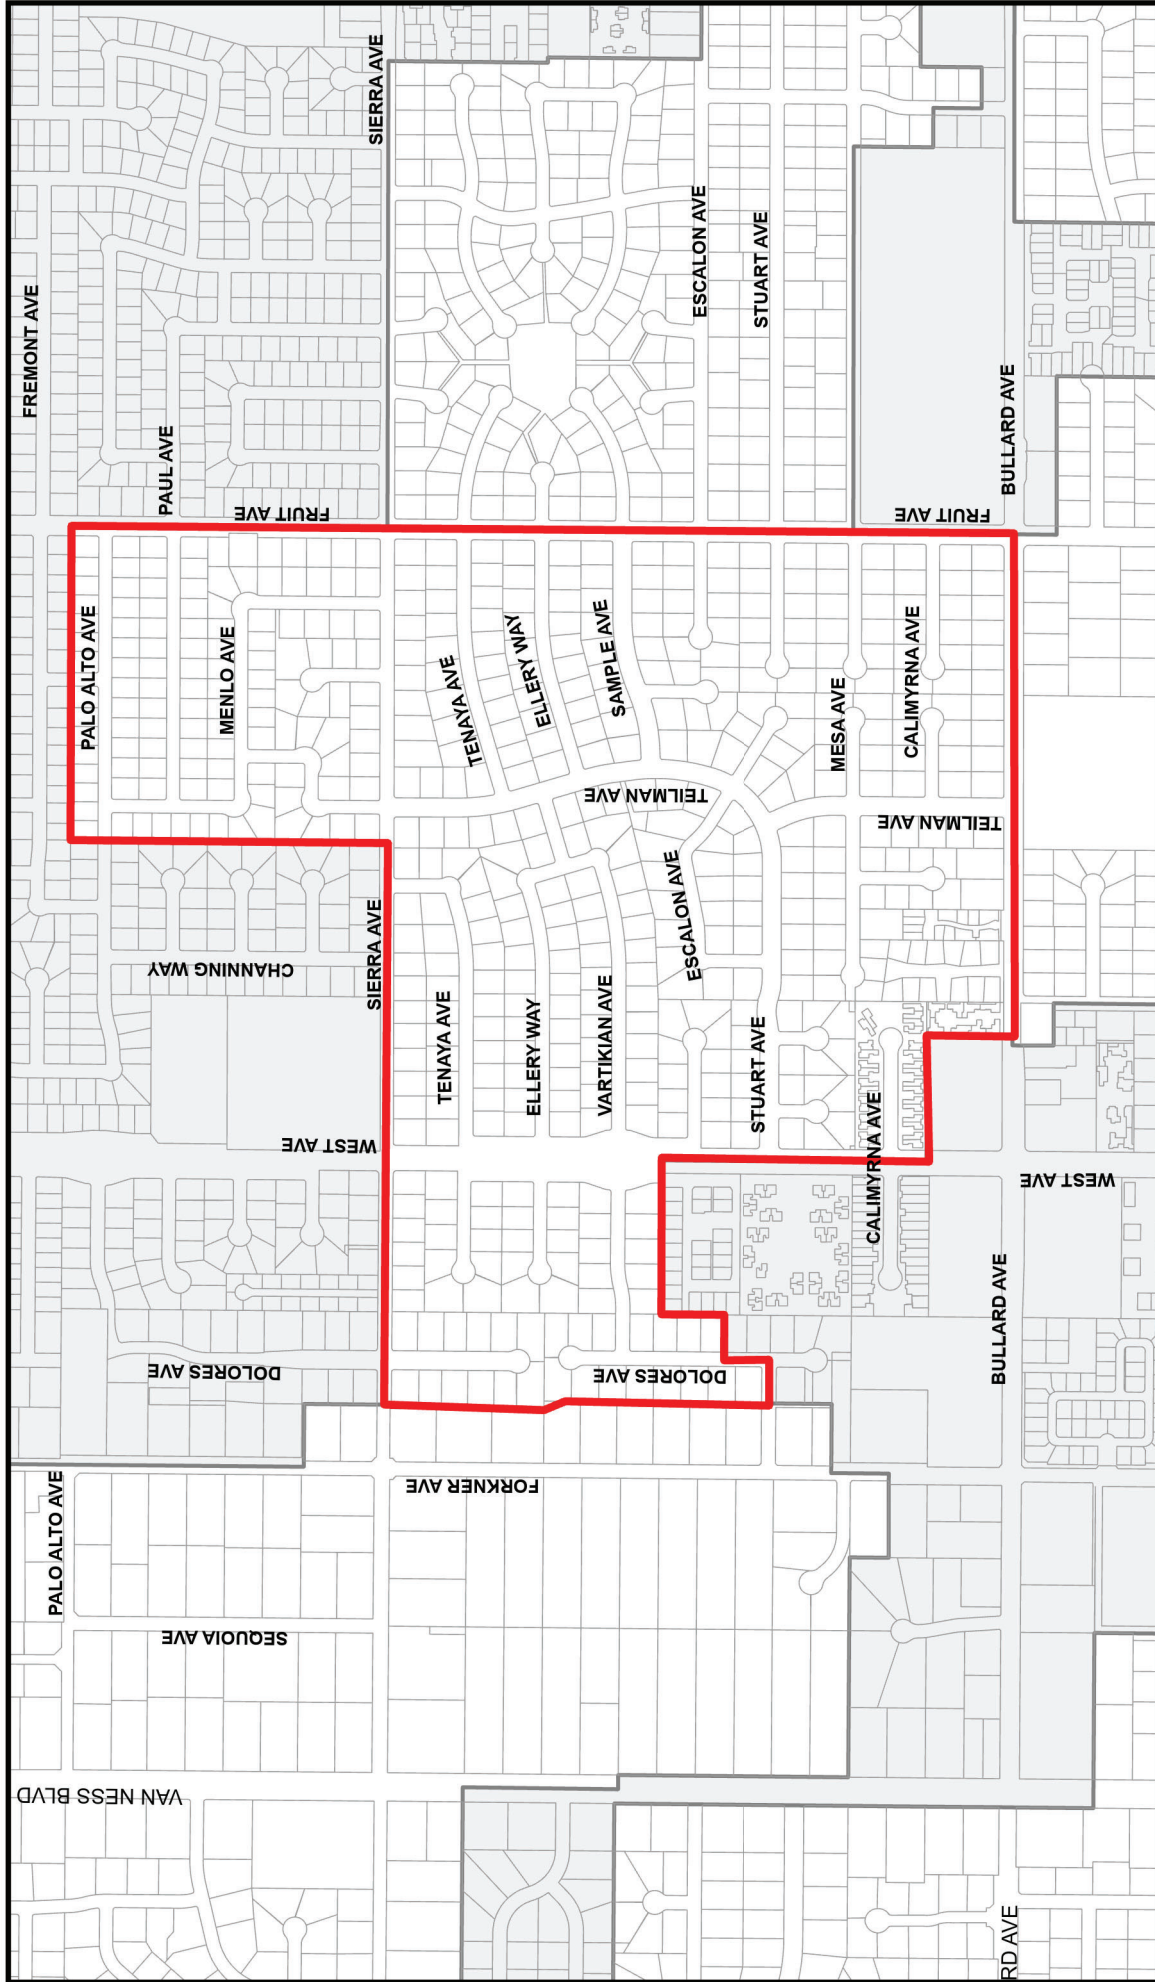 FREMONT AVE
SIERRA AVE
ESCALON AVE
STUART AVE
PAUL AVE
BULLARD AVE
FRUIT AVE
FRUIT AVE
PALO ALTO AVE
MENLO AVE
TENAYA AVE
ELLERY WAY
SAMPLE AVE
MESA AVE
CALIMYRNA AVE
TEILMAN AVE
TEILMAN AVE
ESCALON AVE
SIERRA AVE
CHANNING WAY
TENAYA AVE
ELLERY WAY
VARTIKIAN AVE
STUART AVE
CALIMYRNA AVE
WEST AVE
WEST AVE
BULLARD AVE
DOLORES AVE
DOLORES AVE
FORKNER AVE
PALO ALTO AVE
SEQUOIA AVE
VAN NESS BLVD
RD AVE